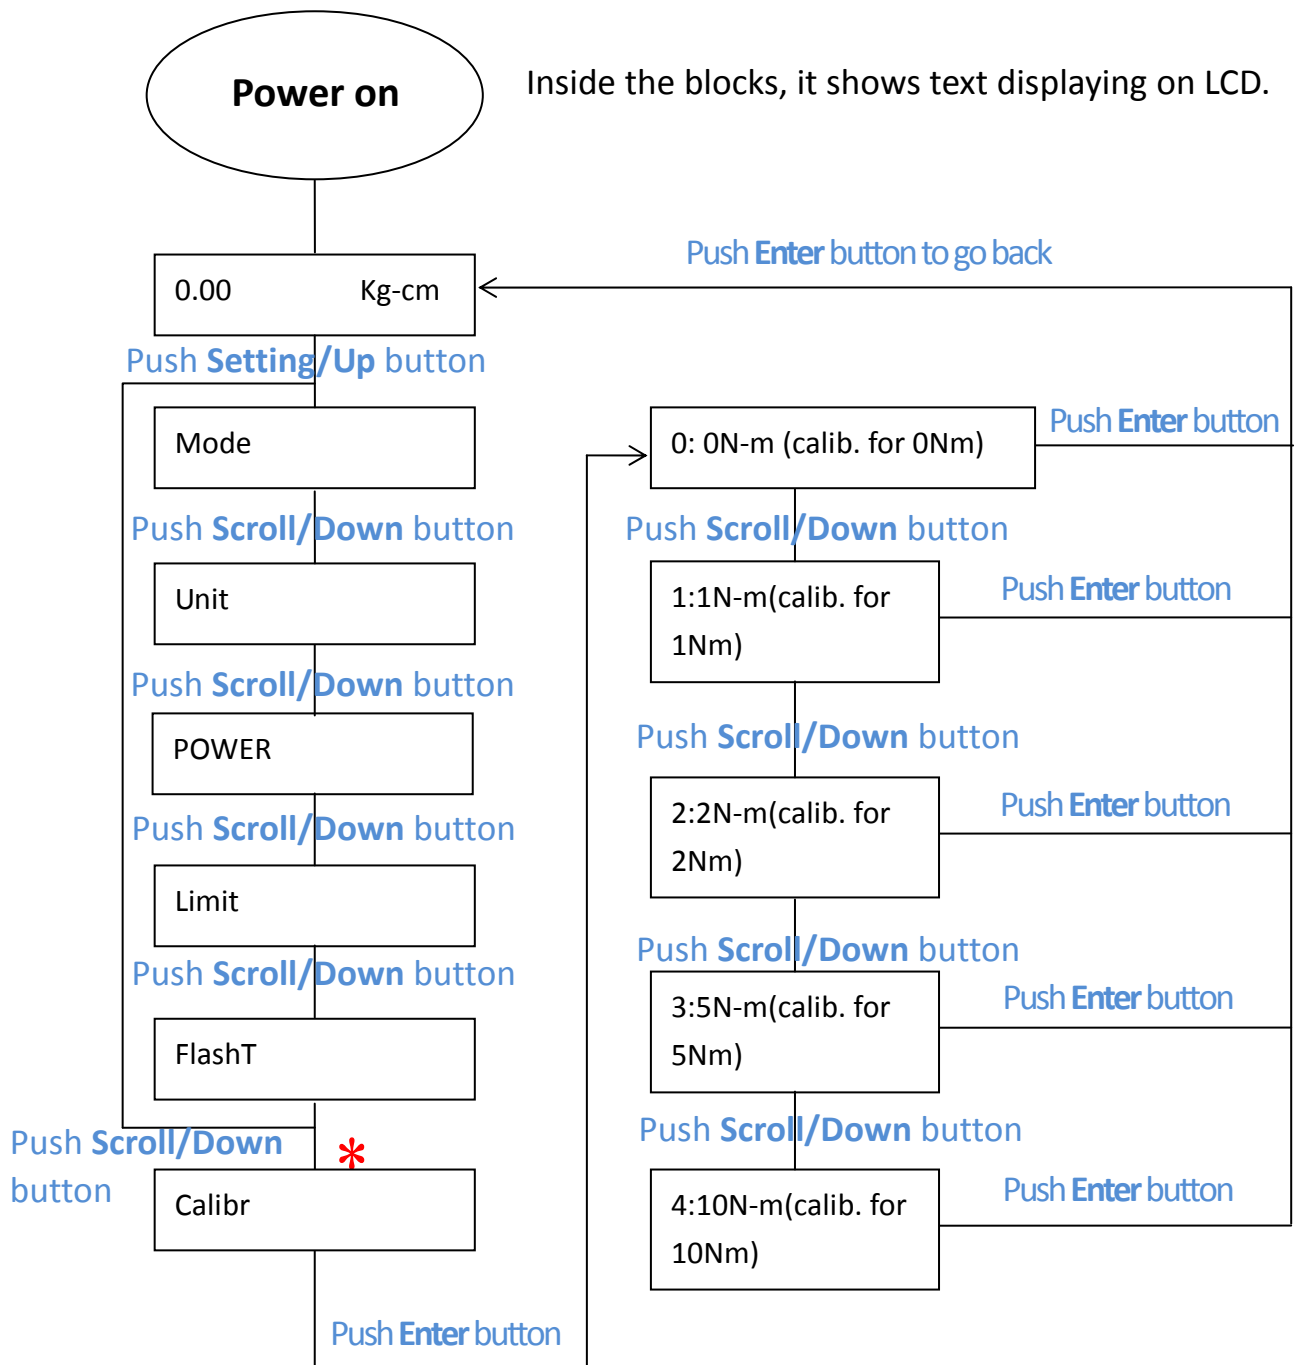 Power on
Inside the blocks, it shows text displaying on LCD.
0.00 Kg-cm
Push Enter button to go back
Push Setting/Up button
Mode
Push Scroll/Down button
Unit
Push Scroll/Down button
POWER
Push Scroll/Down button
Limit
Push Scroll/Down button
FlashT
Push Scroll/Down
button
*
Calibr
Push Enter button
0: 0N-m (calib. for 0Nm)
Push Enter button
Push Scroll/Down button
1:1N-m(calib. for
1Nm)
Push Enter button
Push Scroll/Down button
2:2N-m(calib. for
2Nm)
Push Enter button
Push Scroll/Down button
3:5N-m(calib. for
5Nm)
Push Enter button
Push Scroll/Down button
4:10N-m(calib. for
10Nm)
Push Enter button